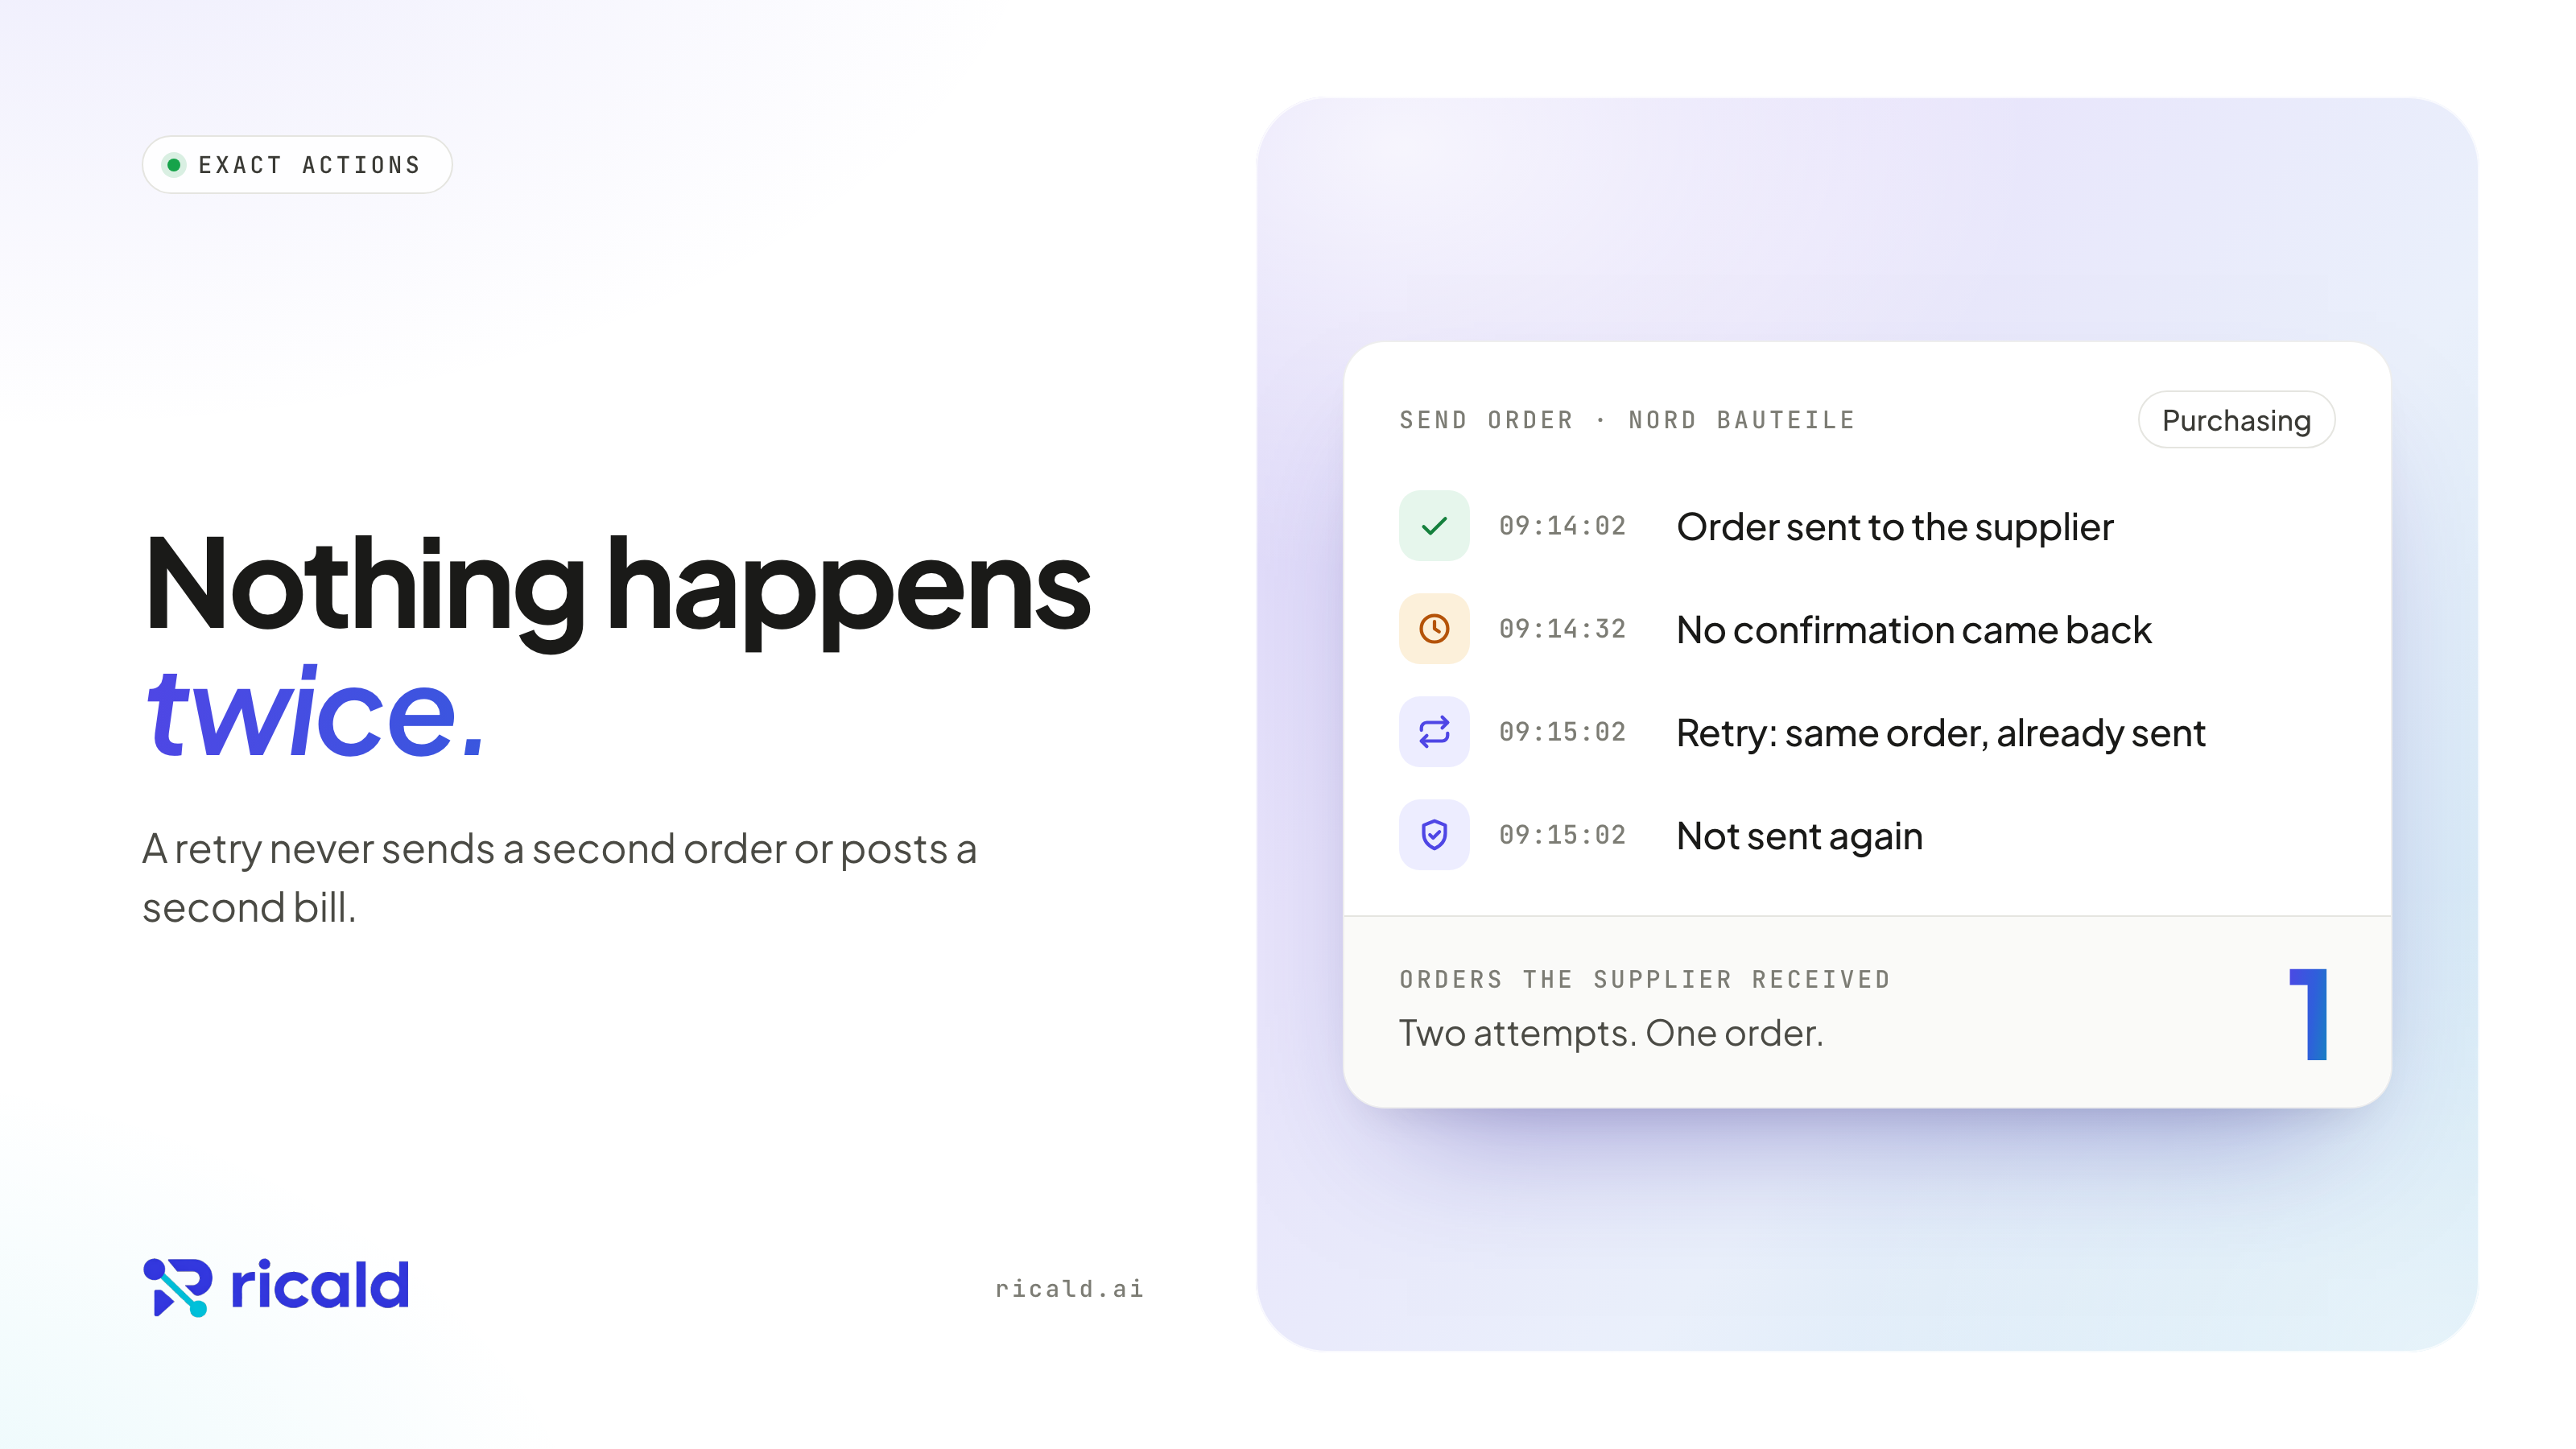 EXACT ACTIONS
Nothing happens
twice.
A retry never sends a second order or posts a
second bill.
ricald
ricald.ai
SEND ORDER · NORD BAUTEILE
Purchasing
09:14:02 Order sent to the supplier
09:14:32 No confirmation came back
09:15:02 Retry: same order, already sent
09:15:02 Not sent again
ORDERS THE SUPPLIER RECEIVED
Two attempts. One order.
1